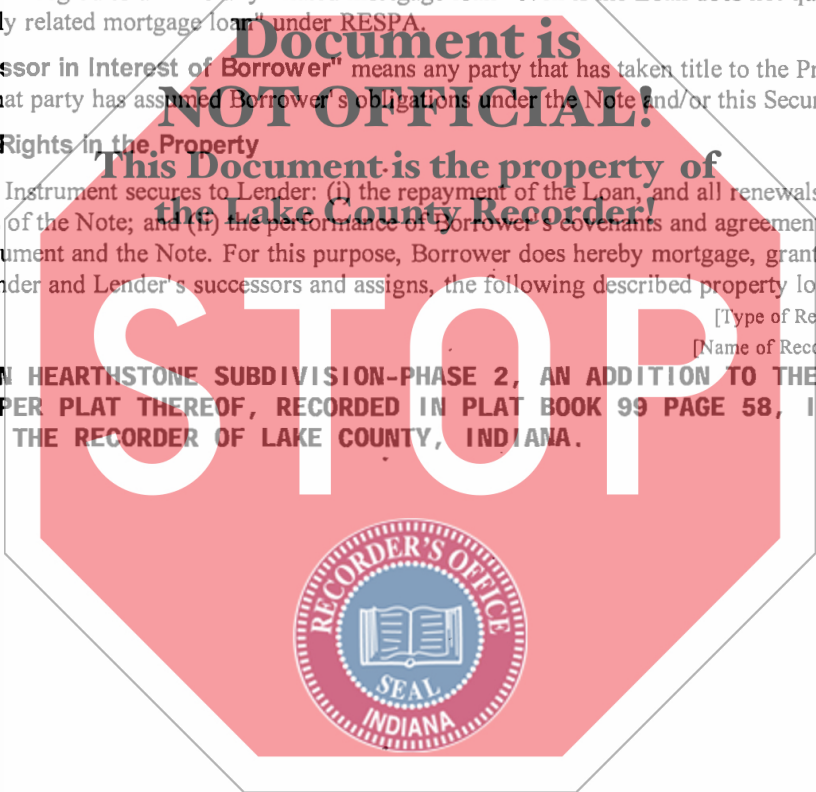 ly related mortgage loan" under RESPA.
Document is
ssor in Interest of Borrower" means any party that has taken title to the Pr
at party has assumed Borrower's obligations under the Note and/or this Secur
NOT OFFICIAL!
Rights in the Property
This Document is the property of
Instrument secures to Lender: (i) the repayment of the Loan, and all renewals
the Lake County Recorder!
of the Note; and (ii) the performance of Borrower's covenants and agreemen
ument and the Note. For this purpose, Borrower does hereby mortgage, grant
nder and Lender's successors and assigns, the following described property lo
[Type of Re
[Name of Reco
STOP
N HEARTHSTONE SUBDIVISION-PHASE 2, AN ADDITION TO THE
PER PLAT THEREOF, RECORDED IN PLAT BOOK 99 PAGE 58, I
THE RECORDER OF LAKE COUNTY, INDIANA.
RECORDER'S OFFICE
SEAL
INDIANA